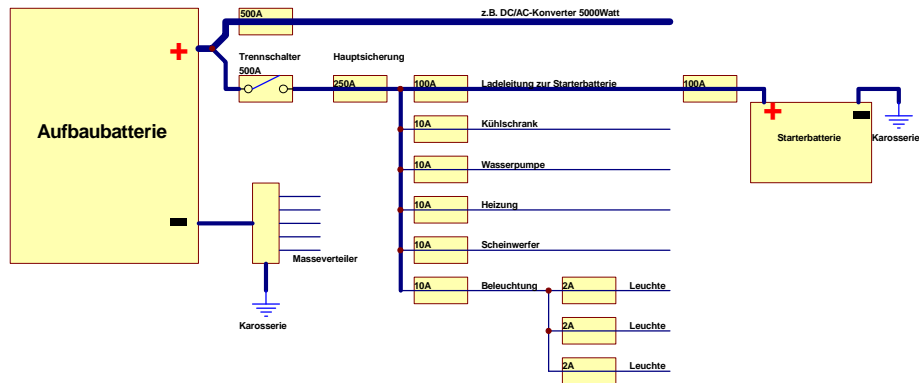 500A
z.B. DC/AC-Konverter 5000Watt
+
Trennschalter
500A
Hauptsicherung
250A
100A
Ladeleitung zur Starterbatterie
100A
+
Aufbaubatterie
10A
Kühlschrank
Starterbatterie
Karosserie
10A
Wasserpumpe
10A
Heizung
10A
Scheinwerfer
Masseverteiler
Karosserie
10A
Beleuchtung
2A
Leuchte
2A
Leuchte
2A
Leuchte